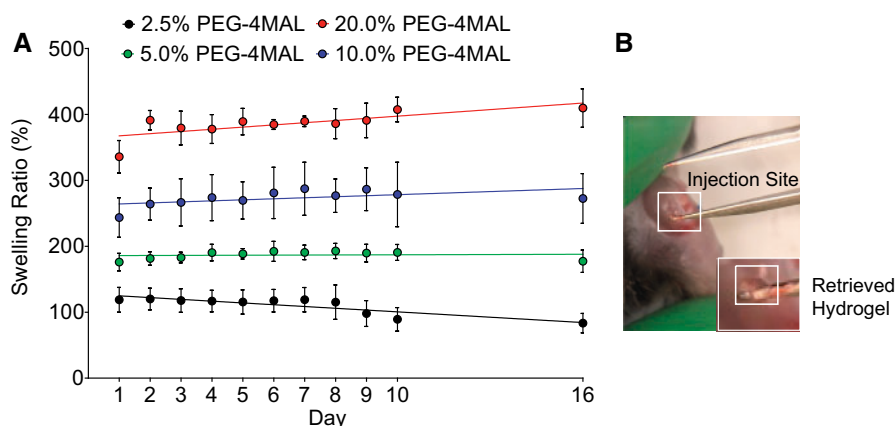 A
2.5% PEG-4MAL
20.0% PEG-4MAL
5.0% PEG-4MAL
10.0% PEG-4MAL
500
400
300
200
100
0
Swelling Ratio (%)
1 2 3 4 5 6 7 8 9 10 16
Day
B
Injection Site
Retrieved
Hydrogel